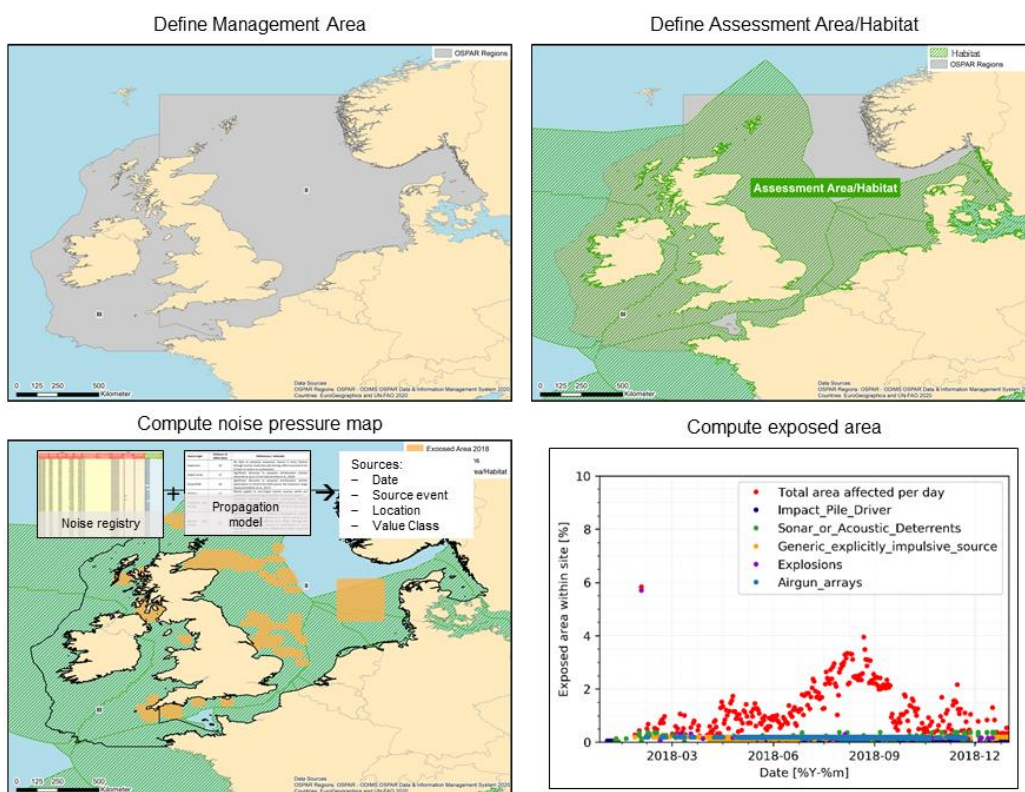 Define Management Area
OSPAR Regions
II
III
0 125 250 500
Kilometer
Data Sources
OSPAR Regions: OSPAR - ODIMS OSPAR Data & Information Management System 2020
Countries: EuroGeographics and UN-FAO 2020
Define Assessment Area/Habitat
Habitat
OSPAR Regions
Assessment Area/Habitat
III
0 125 250 500
Kilometer
Data Sources
OSPAR Regions: OSPAR - ODIMS OSPAR Data & Information Management System 2020
Countries: EuroGeographics and UN-FAO 2020
Compute noise pressure map
Exposed Area 2018
ea/Habitat
Noise registry
+
Propagation
model
Sources:
– Date
– Source event
– Location
– Value Class
II
III
0 125 250 500
Kilometer
Data Sources
OSPAR Regions: OSPAR - ODIMS OSPAR Data & Information Management System 2020
Countries: EuroGeographics and UN-FAO 2020
Compute exposed area
Exposed area within site [%]
10
8
6
4
2
0
Total area affected per day
Impact_Pile_Driver
Sonar_or_Acoustic_Deterrents
Generic_explicitly_impulsive_source
Explosions
Airgun_arrays
2018-03 2018-06 2018-09 2018-12
Date [%Y-%m]